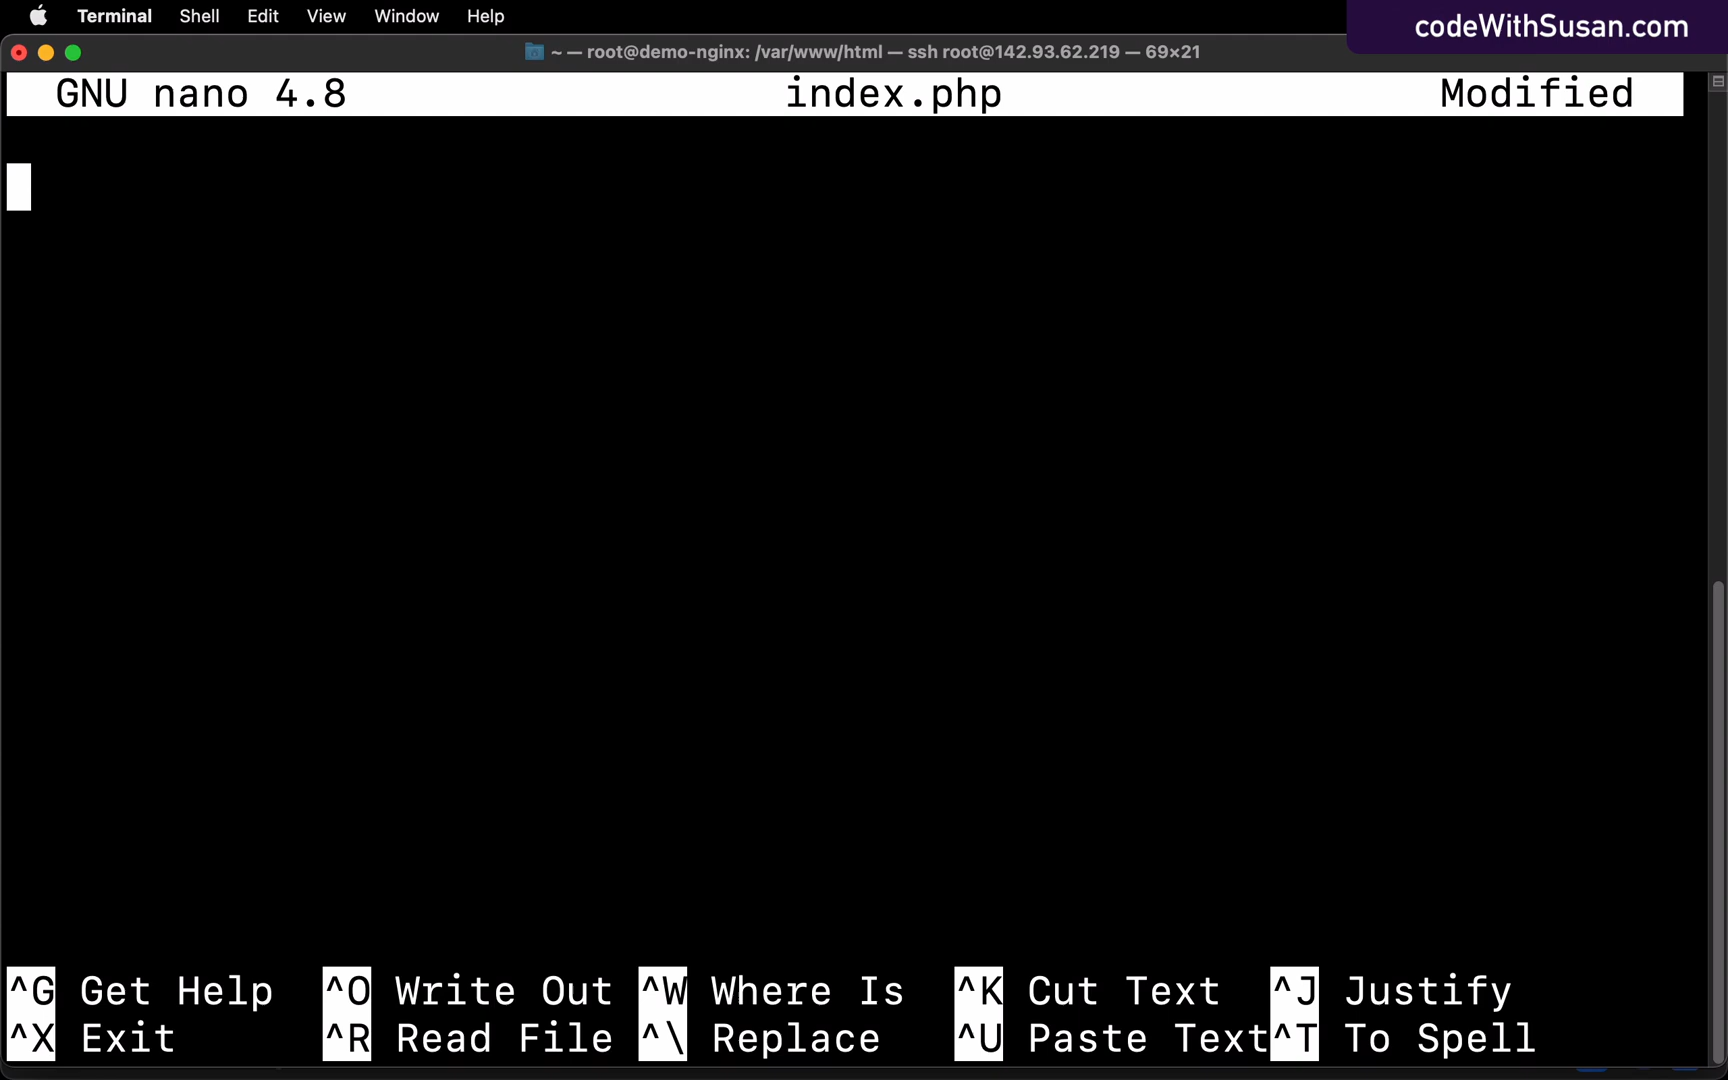 Terminal Shell Edit View Window Help
codeWithSusan.com
~ — root@demo-nginx: /var/www/html — ssh root@142.93.62.219 — 69×21
GNU nano 4.8 index.php Modified
^G Get Help ^O Write Out ^W Where Is ^K Cut Text ^J Justify
^X Exit ^R Read File ^\ Replace ^U Paste Text^T To Spell